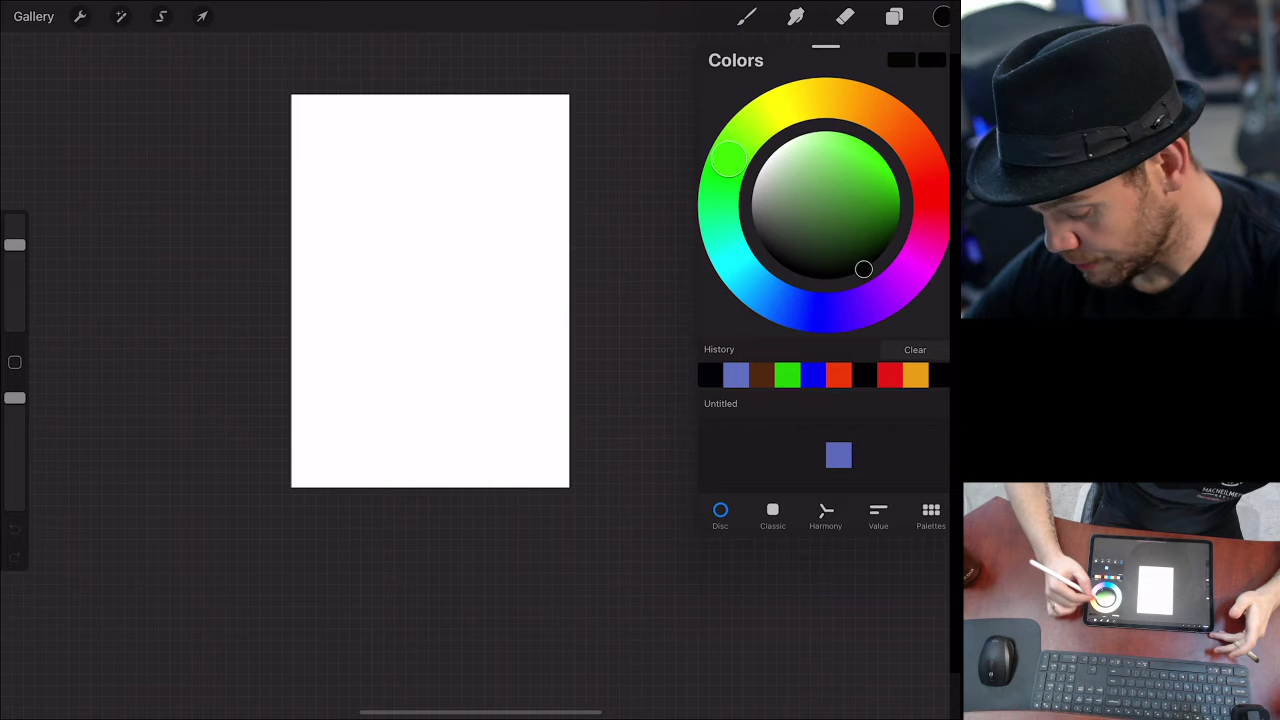 Gallery
Colors
History
Clear
Untitled
Disc
Classic
Harmony
Value
Palettes